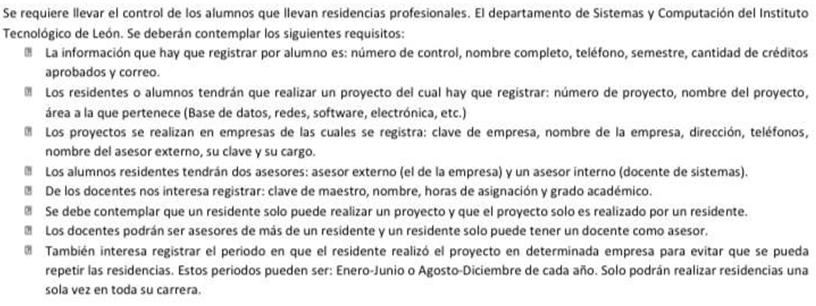 Se requiere llevar el control de los alumnos que llevan residencias profesionales. El departamento de Sistemas y Computación del Instituto
Tecnológico de León. Se deberán contemplar los siguientes requisitos:
La información que hay que registrar por alumno es: número de control, nombre completo, teléfono, semestre, cantidad de créditos
aprobados y correo.
Los residentes o alumnos tendrán que realizar un proyecto del cual hay que registrar: número de proyecto, nombre del proyecto,
área a la que pertenece (Base de datos, redes, software, electrónica, etc.)
Los proyectos se realizan en empresas de las cuales se registra: clave de empresa, nombre de la empresa, dirección, teléfonos,
nombre del asesor externo, su clave y su cargo.
Los alumnos residentes tendrán dos asesores: asesor externo (el de la empresa) y un asesor interno (docente de sistemas).
De los docentes nos interesa registrar: clave de maestro, nombre, horas de asignación y grado académico.
Se debe contemplar que un residente solo puede realizar un proyecto y que el proyecto solo es realizado por un residente.
Los docentes podrán ser asesores de más de un residente y un residente solo puede tener un docente como asesor.
También interesa registrar el periodo en que el residente realizó el proyecto en determinada empresa para evitar que se pueda
repetir las residencias. Estos periodos pueden ser: Enero-Junio o Agosto-Diciembre de cada año. Solo podrán realizar residencias una
sola vez en toda su carrera.